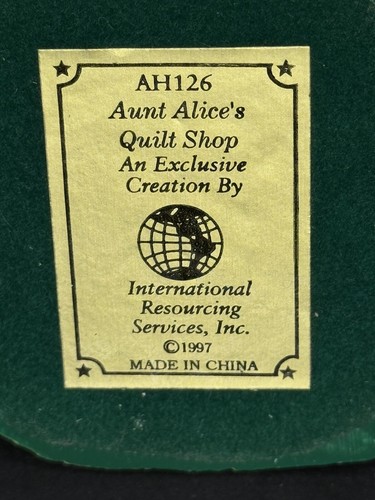 AH126
Aunt Alice's
Quilt Shop
An Exclusive
Creation By
International
Resourcing
Services, Inc.
©1997
MADE IN CHINA